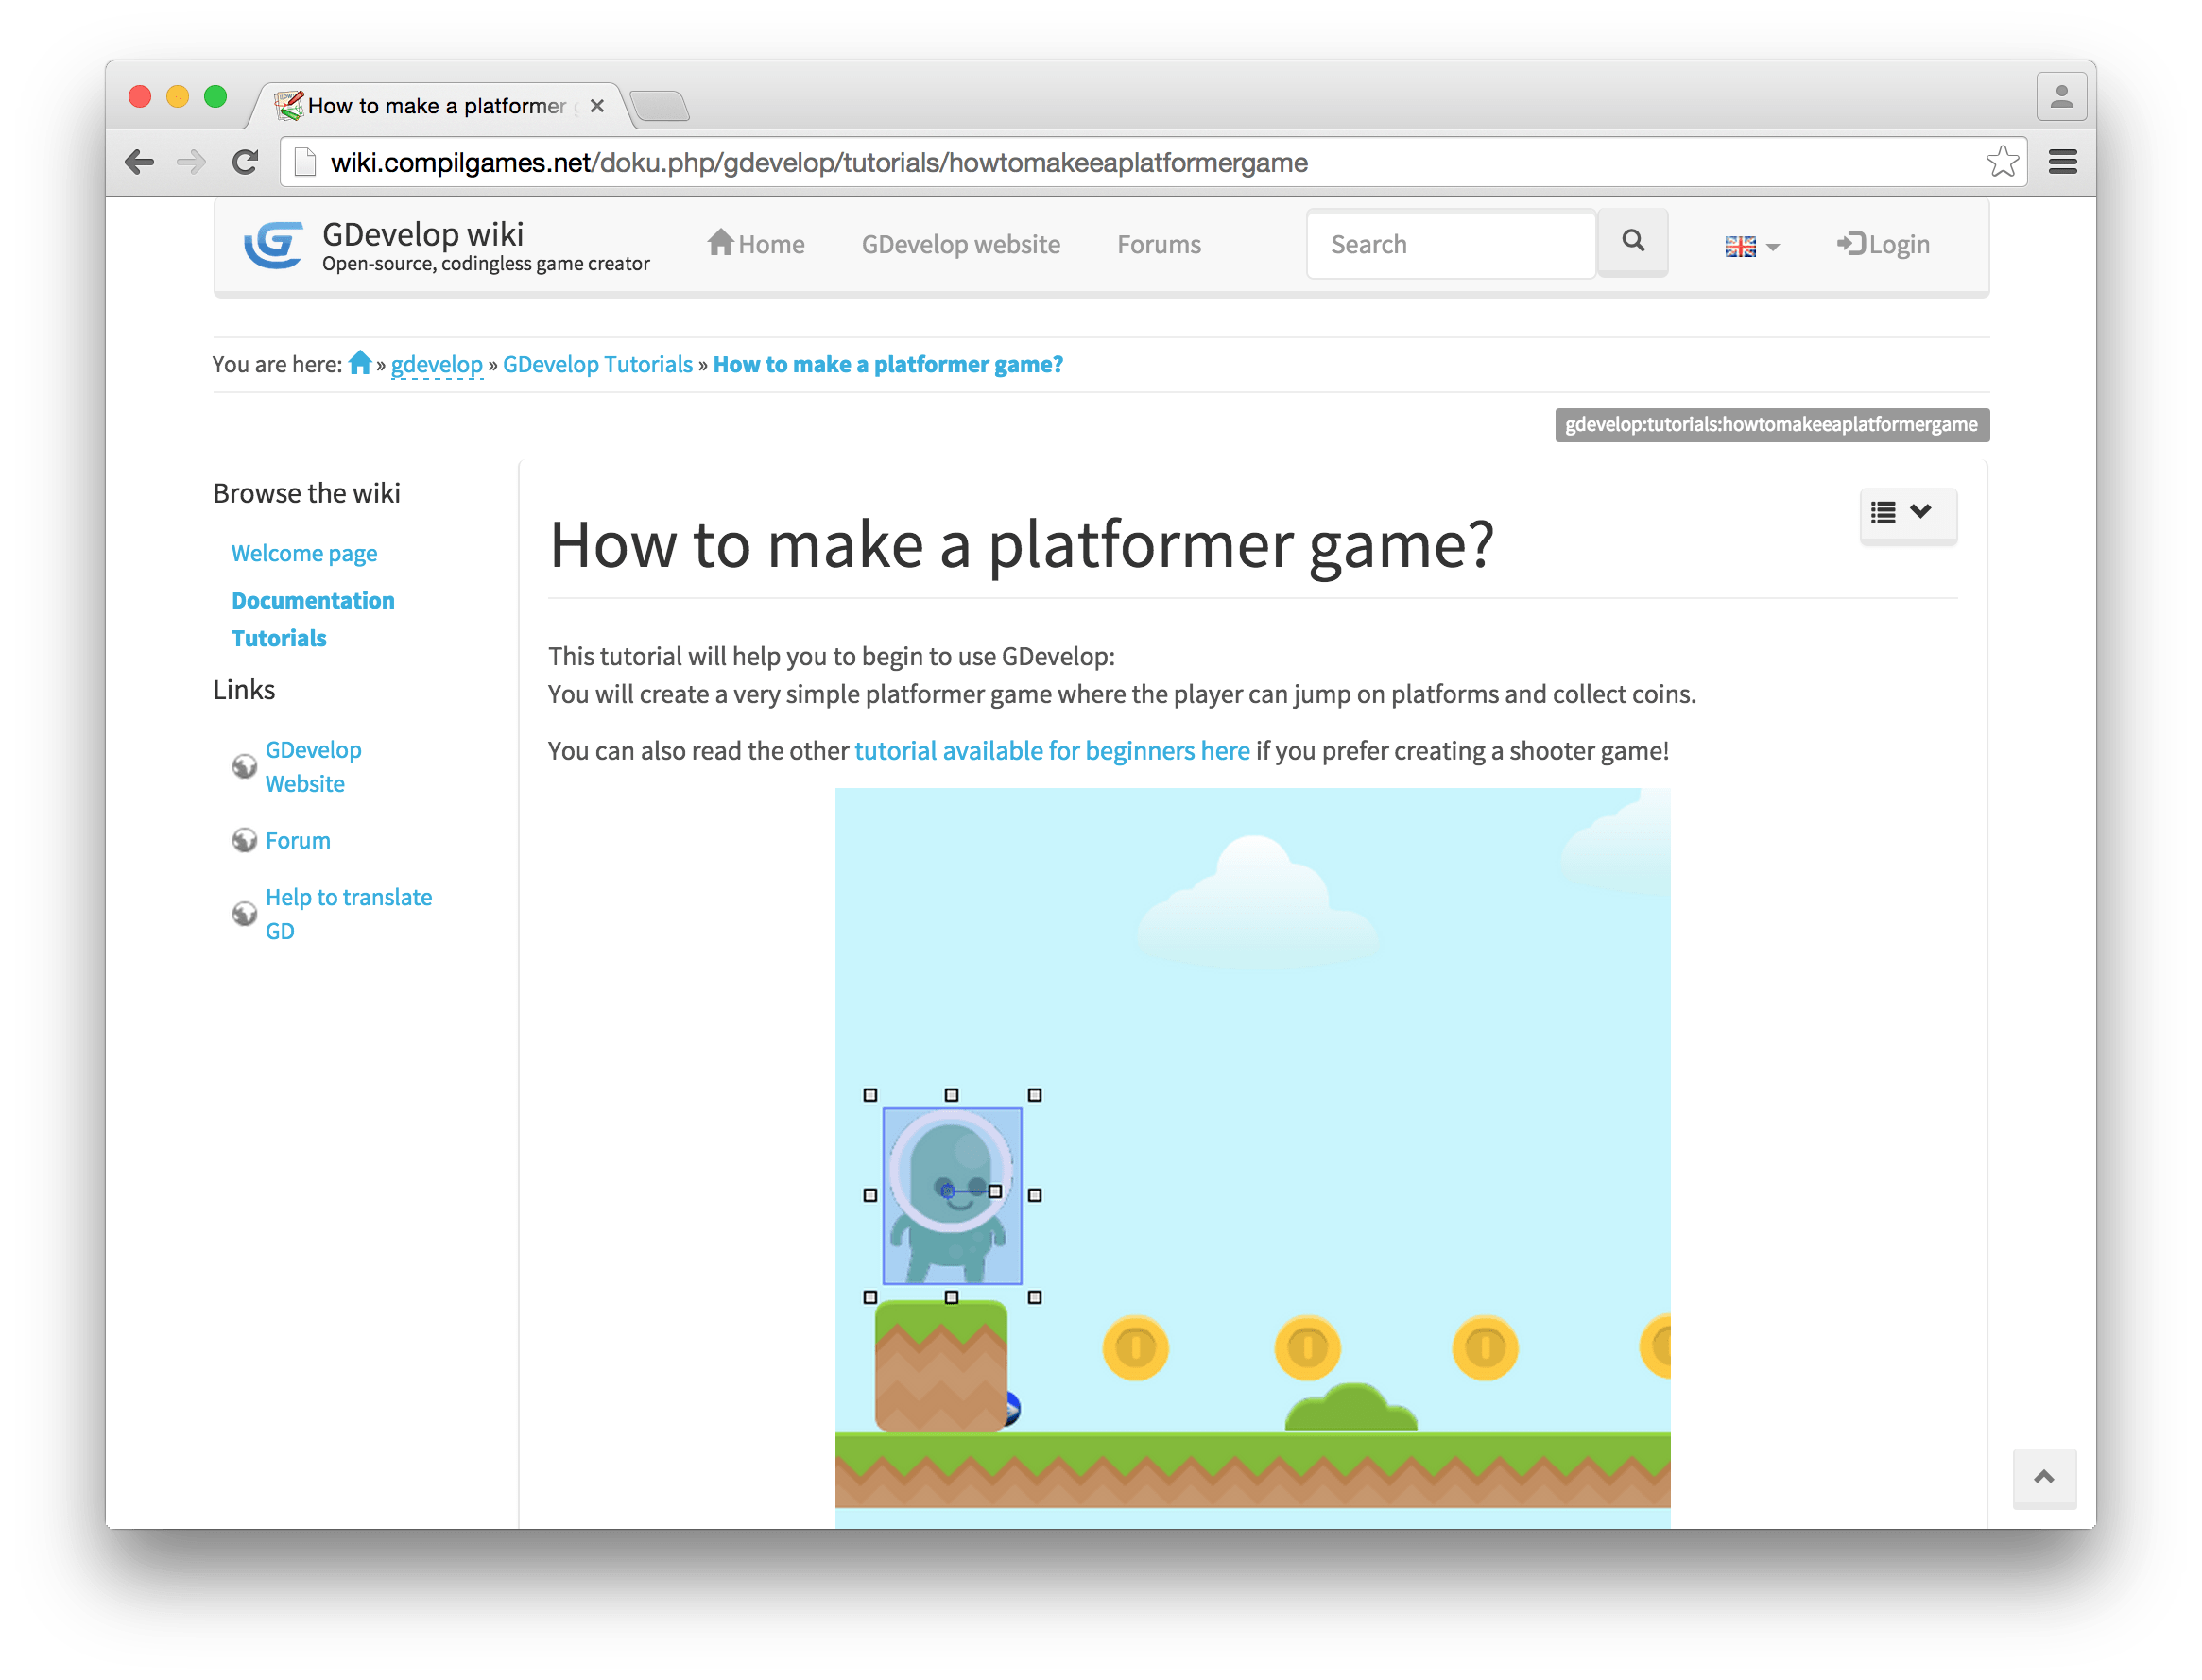 How to make a platformer
wiki.compilgames.net/doku.php/gdevelop/tutorials/howtomakeeaplatformergame
GDevelop wiki
Open-source, codingless game creator
Home
GDevelop website
Forums
Search
Login
You are here: » gdevelop » GDevelop Tutorials » How to make a platformer game?
gdevelop:tutorials:howtomakeeaplatformergame
Browse the wiki
Welcome page
Documentation
Tutorials
Links
GDevelop
Website
Forum
Help to translate
GD
How to make a platformer game?
This tutorial will help you to begin to use GDevelop:
You will create a very simple platformer game where the player can jump on platforms and collect coins.
You can also read the other tutorial available for beginners here if you prefer creating a shooter game!